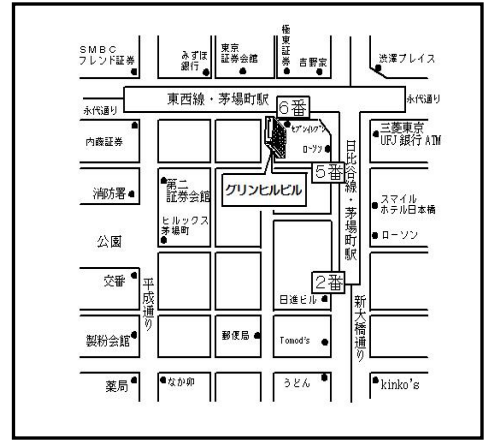 SMBC
フレンド証券
みずほ
銀行
東京
証券会館
極東証券
吉野家
渋澤プレイス
永代通り
東西線・茅場町駅
永代通り
6番
内藤証券
セブンイレブン
ローソン
三菱東京
UFJ銀行ATM
日比谷線・茅場町駅
5番
消防署
第二
証券会館
グリンヒルビル
スマイル
ホテル日本橋
ヒルックス
茅場町
ローソン
公園
交番
平成通り
2番
日進ビル
新大橋通り
製粉会館
郵便局
Tomod's
薬局
なか卯
うどん
kinko's